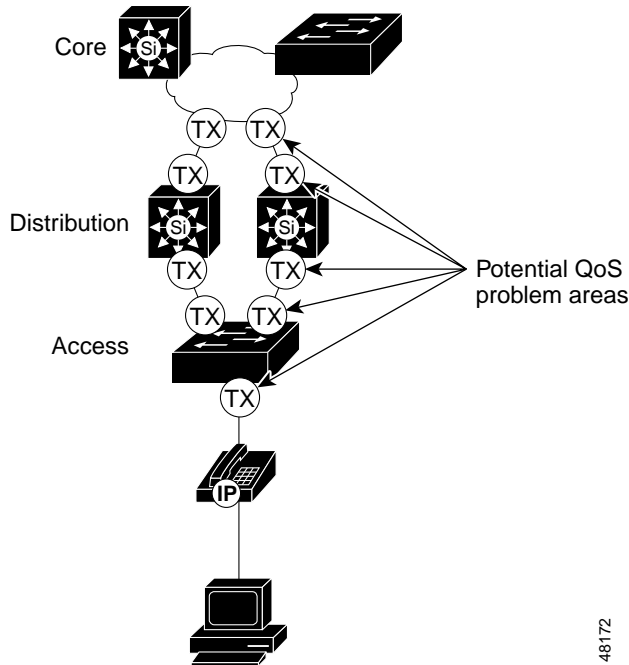 Core
Si
TX TX
TX TX
Distribution
Si Si
TX TX
Potential QoS
problem areas
TX TX
Access
TX
IP
48172